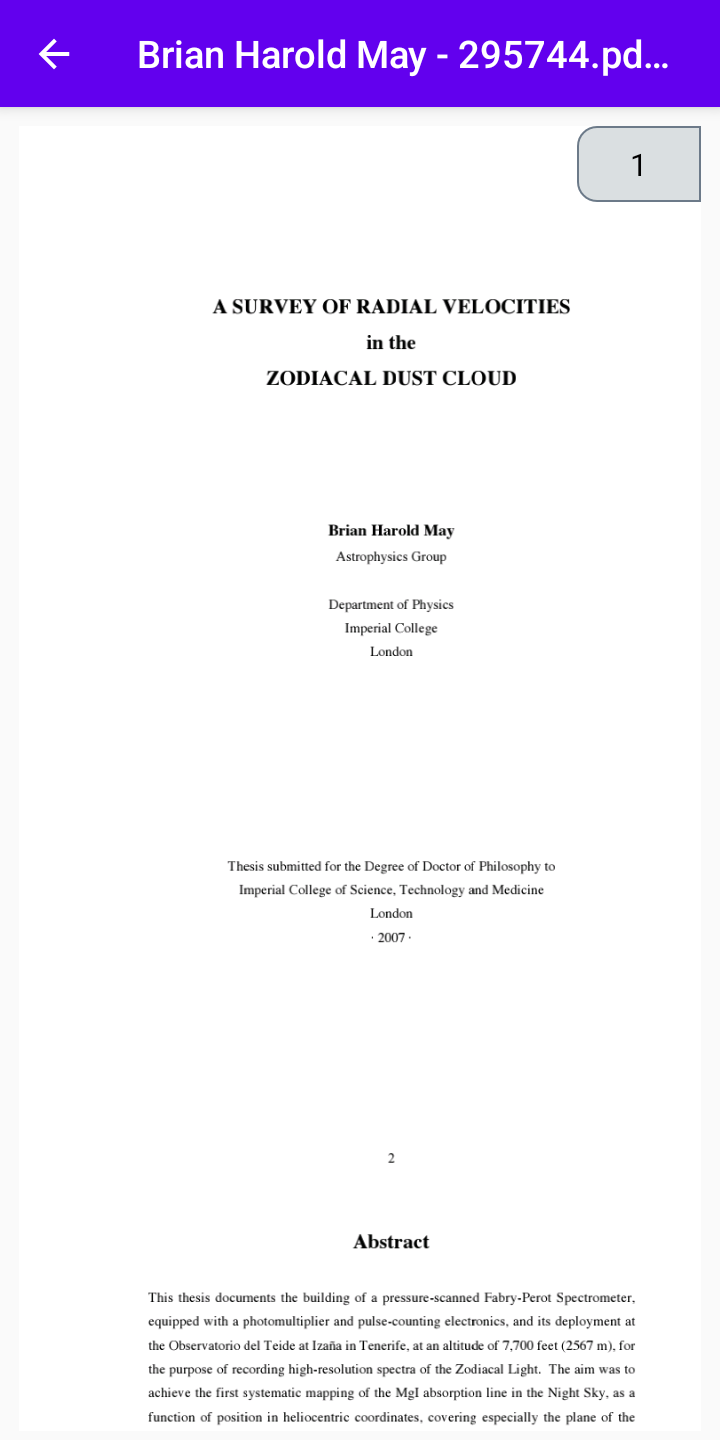 Brian Harold May - 295744.pd...
1
A SURVEY OF RADIAL VELOCITIES
in the
ZODIACAL DUST CLOUD
Brian Harold May
Astrophysics Group
Department of Physics
Imperial College
London
Thesis submitted for the Degree of Doctor of Philosophy to
Imperial College of Science, Technology and Medicine
London
· 2007 ·
2
Abstract
This thesis documents the building of a pressure-scanned Fabry-Perot Spectrometer,
equipped with a photomultiplier and pulse-counting electronics, and its deployment at
the Observatorio del Teide at Izaña in Tenerife, at an altitude of 7,700 feet (2567 m), for
the purpose of recording high-resolution spectra of the Zodiacal Light. The aim was to
achieve the first systematic mapping of the MgI absorption line in the Night Sky, as a
function of position in heliocentric coordinates, covering especially the plane of the